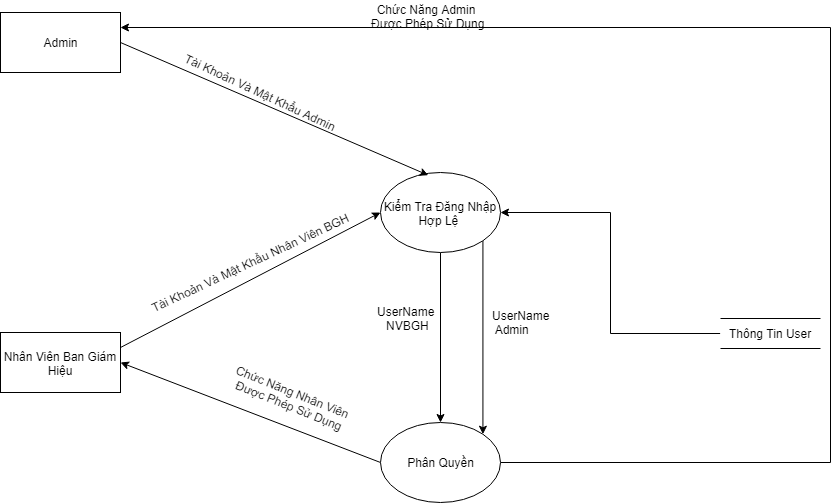 Chức Năng Admin
Được Phép Sử Dụng
Admin
Tài Khoản Và Mật Khẩu Admin
Kiểm Tra Đăng Nhập
Hợp Lệ
Tài Khoản Và Mật Khẩu Nhân Viên BGH
UserName
NVBGH
UserName
Admin
Thông Tin User
Nhân Viên Ban Giám
Hiệu
Chức Năng Nhân Viên
Được Phép Sử Dụng
Phân Quyền